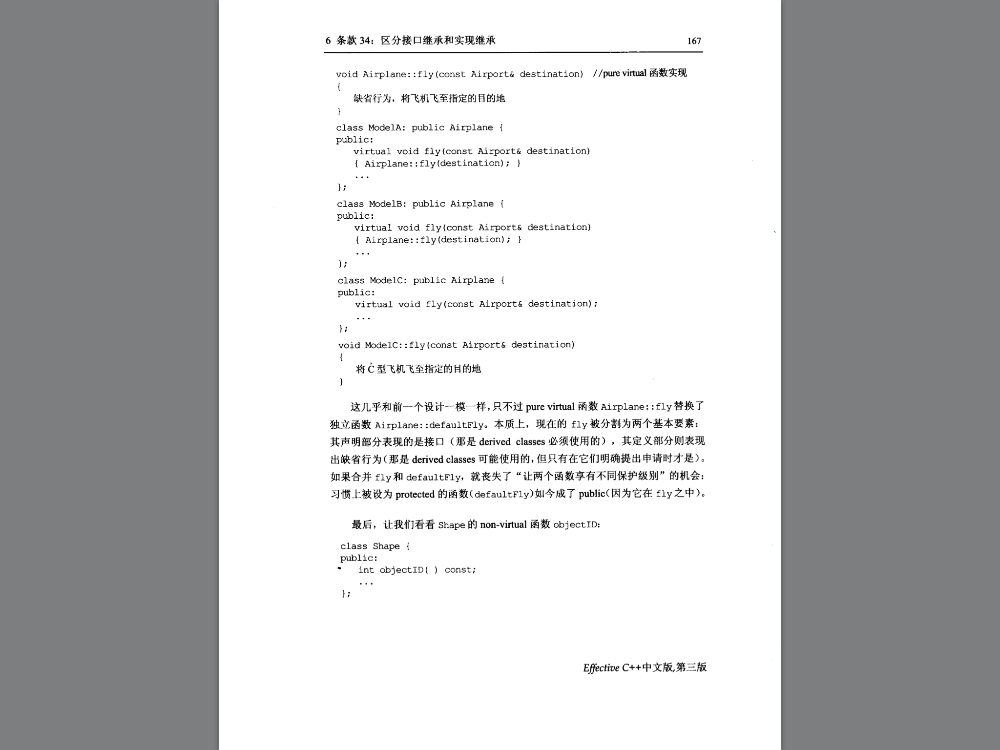 6 条款 34：区分接口继承和实现继承 167
void Airplane::fly(const Airport& destination) //pure virtual 函数实现
{
缺省行为，将飞机飞至指定的目的地
}
class ModelA: public Airplane {
public:
virtual void fly(const Airport& destination)
{ Airplane::fly(destination); }
...
};
class ModelB: public Airplane {
public:
virtual void fly(const Airport& destination)
{ Airplane::fly(destination); }
...
};
class ModelC: public Airplane {
public:
virtual void fly(const Airport& destination);
...
};
void ModelC::fly(const Airport& destination)
{
将 C 型飞机飞至指定的目的地
}
这几乎和前一个设计一模一样，只不过 pure virtual 函数 Airplane::fly 替换了
独立函数 Airplane::defaultFly。本质上，现在的 fly 被分割为两个基本要素：
其声明部分表现的是接口（那是 derived classes 必须使用的），其定义部分则表现
出缺省行为（那是 derived classes 可能使用的，但只有在它们明确提出申请时才是）。
如果合并 fly 和 defaultFly，就丧失了“让两个函数享有不同保护级别”的机会：
习惯上被设为 protected 的函数(defaultFly)如今成了 public(因为它在 fly 之中)。
最后，让我们看看 Shape 的 non-virtual 函数 objectID：
class Shape {
public:
int objectID( ) const;
...
};
Effective C++中文版,第三版